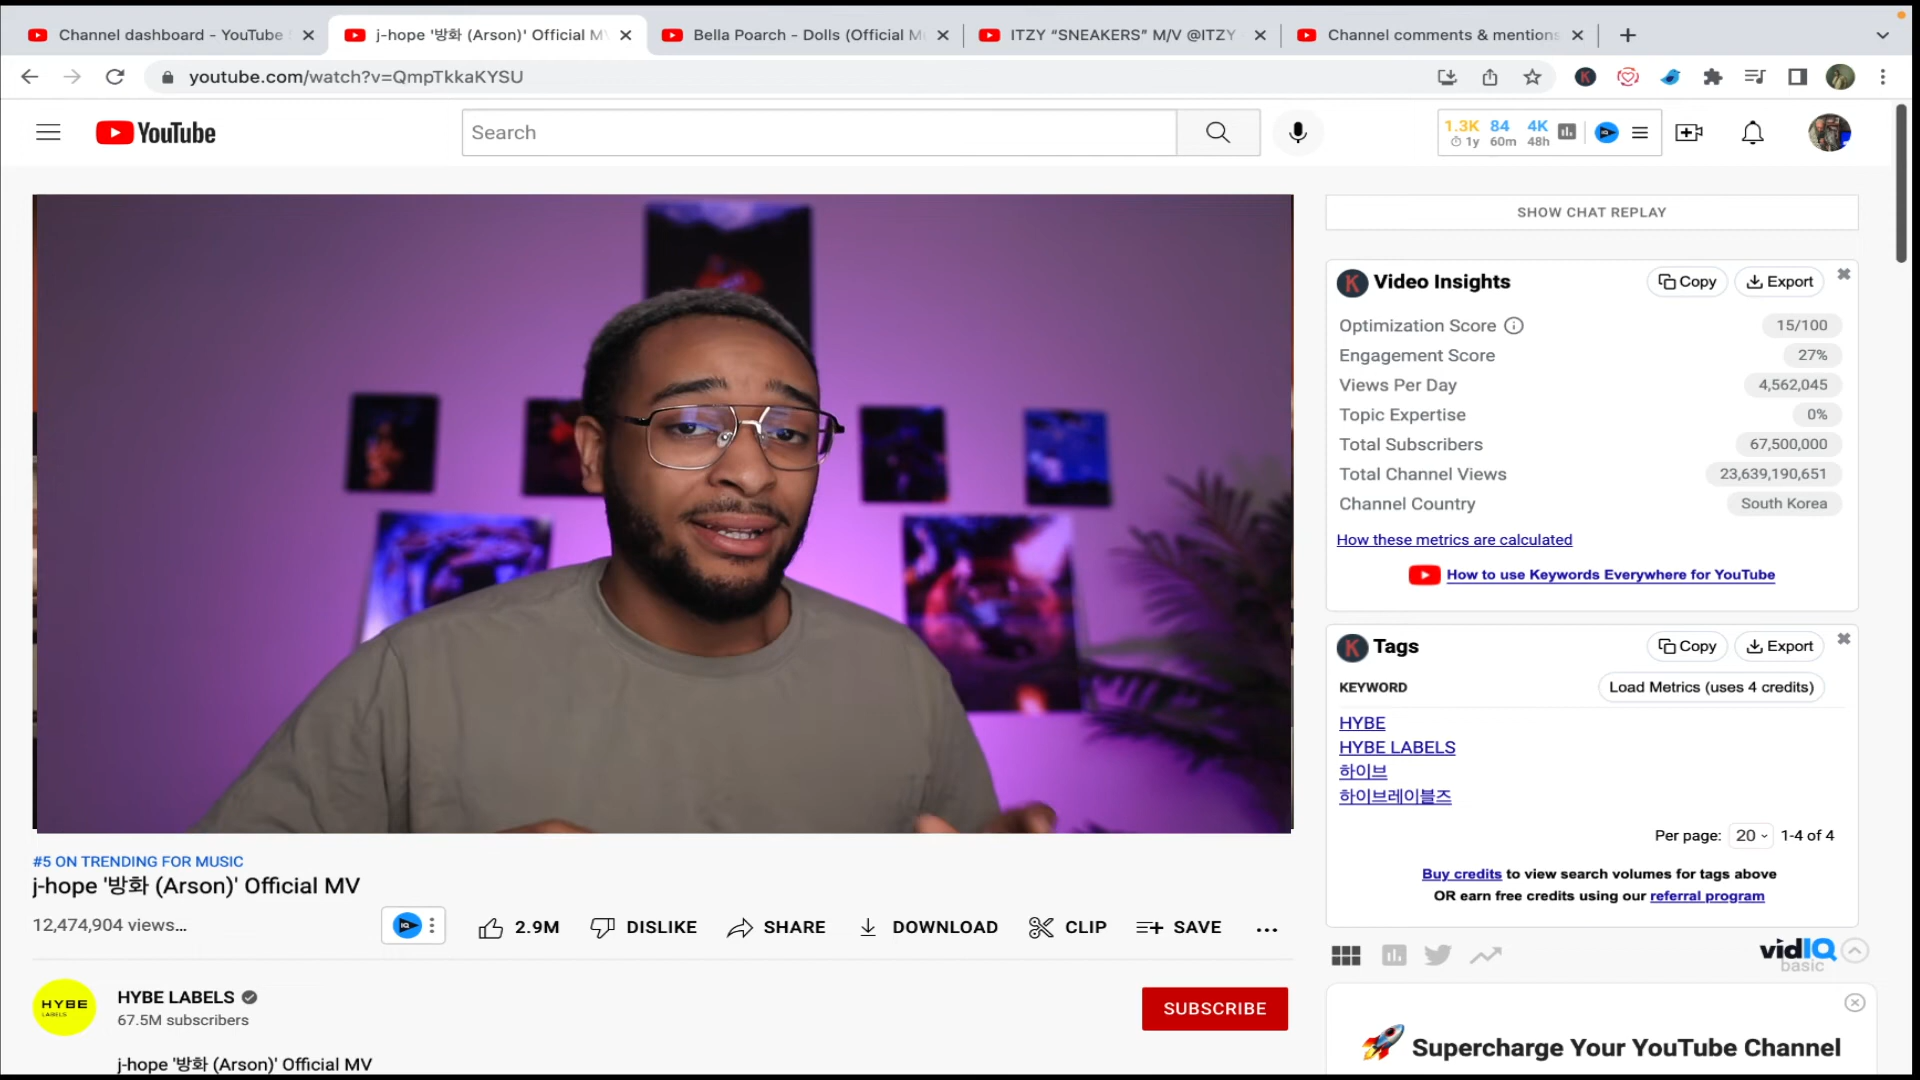 Channel dashboard - YouTube
j-hope '방화 (Arson)' Official M
Bella Poarch - Dolls (Official M
ITZY “SNEAKERS” M/V @ITZY
Channel comments & mentions
youtube.com/watch?v=QmpTkkaKYSU
YouTube
Search
1.3K 84 4K
1y 60m 48h
SHOW CHAT REPLAY
Video Insights
Copy
Export
Optimization Score 15/100
Engagement Score 27%
Views Per Day 4,562,045
Topic Expertise 0%
Total Subscribers 67,500,000
Total Channel Views 23,639,190,651
Channel Country South Korea
How these metrics are calculated
How to use Keywords Everywhere for YouTube
Tags
Copy
Export
KEYWORD
Load Metrics (uses 4 credits)
HYBE
HYBE LABELS
하이브
하이브레이블즈
Per page: 20 1-4 of 4
Buy credits to view search volumes for tags above
OR earn free credits using our referral program
vidIQ
basic
Supercharge Your YouTube Channel
#5 ON TRENDING FOR MUSIC
j-hope '방화 (Arson)' Official MV
12,474,904 views...
2.9M
DISLIKE
SHARE
DOWNLOAD
CLIP
SAVE
HYBE
LABELS
HYBE LABELS
67.5M subscribers
SUBSCRIBE
j-hope '방화 (Arson)' Official MV